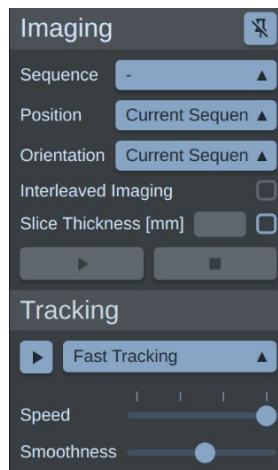 Imaging
Sequence -
Position Current Sequen
Orientation Current Sequen
Interleaved Imaging
Slice Thickness [mm]
Tracking
Fast Tracking
Speed
Smoothness